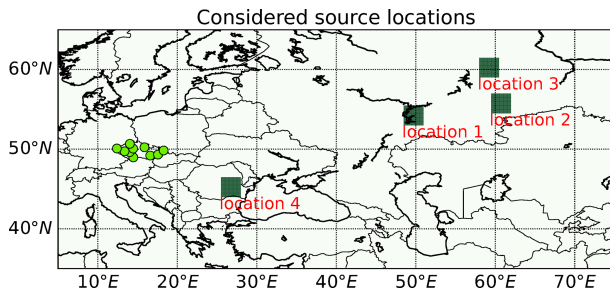 Considered source locations
60°N
location 3
location 1
location 2
50°N
location 4
40°N
10°E 20°E 30°E 40°E 50°E 60°E 70°E